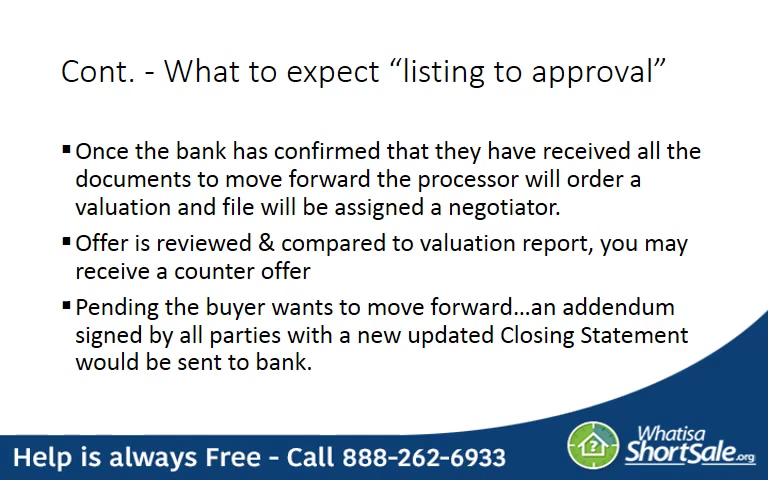 Cont. - What to expect “listing to approval”
▪Once the bank has confirmed that they have received all the
documents to move forward the processor will order a
valuation and file will be assigned a negotiator.
▪Offer is reviewed & compared to valuation report, you may
receive a counter offer
▪Pending the buyer wants to move forward…an addendum
signed by all parties with a new updated Closing Statement
would be sent to bank.
Help is always Free - Call 888-262-6933
?
Whatisa
ShortSale.org